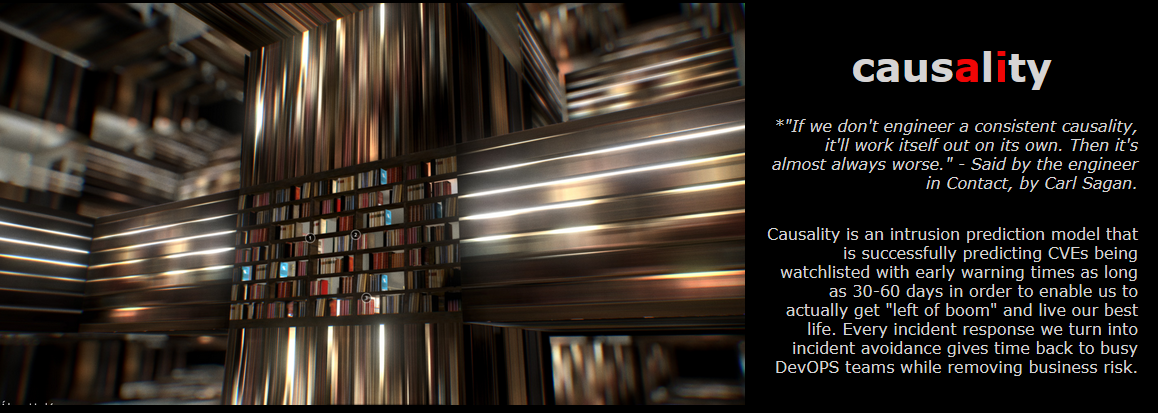 causality
*"If we don't engineer a consistent causality,
it'll work itself out on its own. Then it's
almost always worse." - Said by the engineer
in Contact, by Carl Sagan.
Causality is an intrusion prediction model that
is successfully predicting CVEs being
watchlisted with early warning times as long
as 30-60 days in order to enable us to
actually get "left of boom" and live our best
life. Every incident response we turn into
incident avoidance gives time back to busy
DevOPS teams while removing business risk.